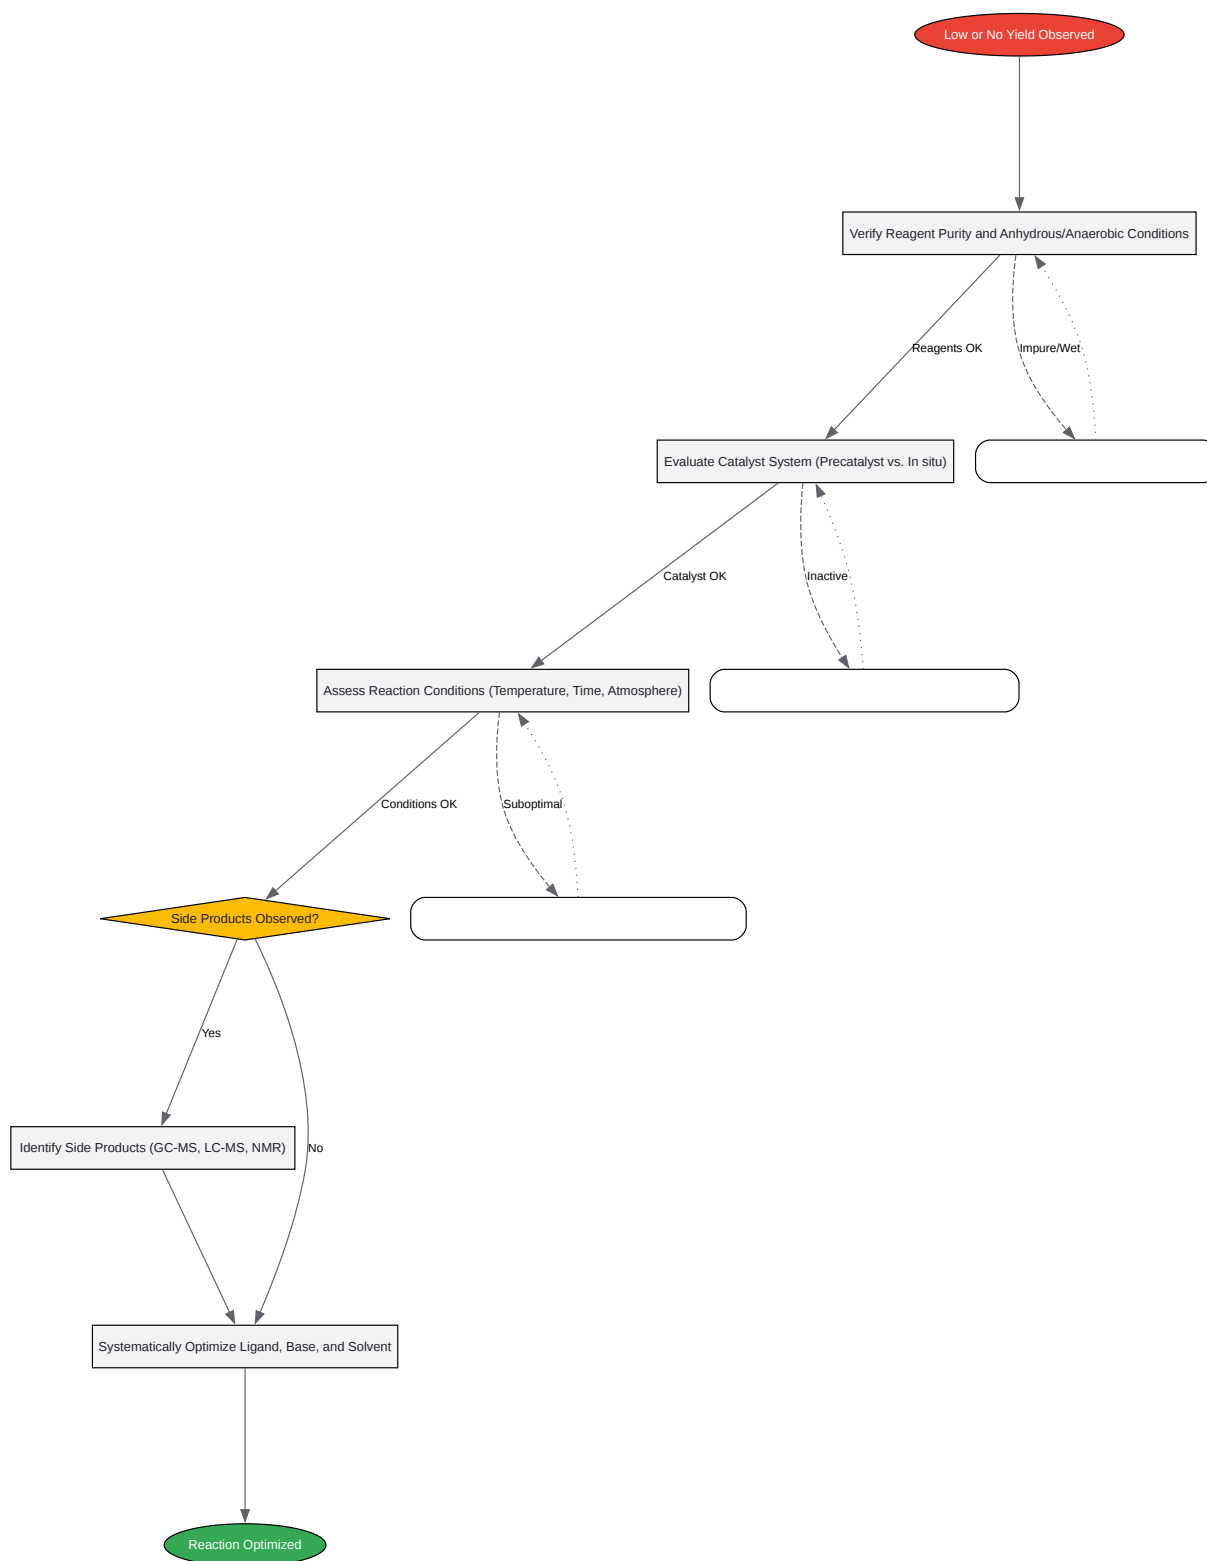 Low or No Yield Observed
Verify Reagent Purity and Anhydrous/Anaerobic Conditions
Reagents OK
Impure/Wet
Evaluate Catalyst System (Precatalyst vs. In situ)
Catalyst OK
Inactive
Assess Reaction Conditions (Temperature, Time, Atmosphere)
Conditions OK
Suboptimal
Side Products Observed?
Yes
Identify Side Products (GC-MS, LC-MS, NMR)
No
Systematically Optimize Ligand, Base, and Solvent
Reaction Optimized